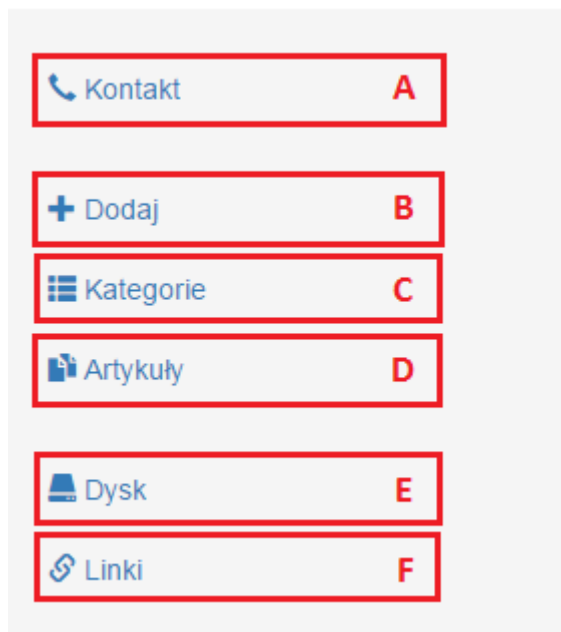 Kontakt A
Dodaj B
Kategorie C
Artykuły D
Dysk E
Linki F